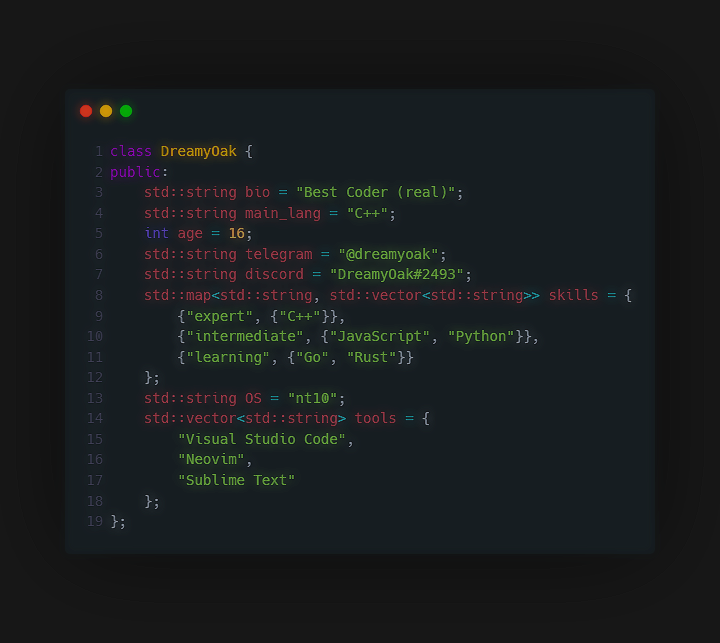 1 class DreamyOak {
2 public:
3     std::string bio = "Best Coder (real)";
4     std::string main_lang = "C++";
5     int age = 16;
6     std::string telegram = "@dreamyoak";
7     std::string discord = "DreamyOak#2493";
8     std::map<std::string, std::vector<std::string>> skills = {
9         {"expert", {"C++"}},
10         {"intermediate", {"JavaScript", "Python"}},
11         {"learning", {"Go", "Rust"}}
12     };
13     std::string OS = "nt10";
14     std::vector<std::string> tools = {
15         "Visual Studio Code",
16         "Neovim",
17         "Sublime Text"
18     };
19 };